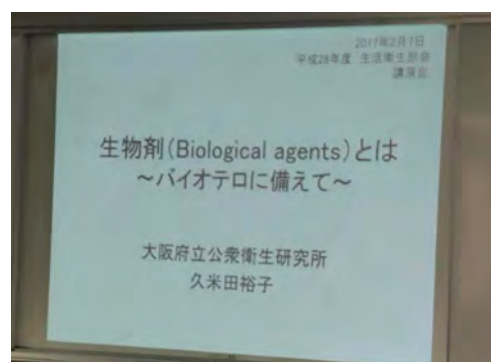 2017年2月7日
平成28年度 生活衛生部会
講演会
生物剤(Biological agents)とは
~バイオテロに備えて~
大阪府立公衆衛生研究所
久米田裕子